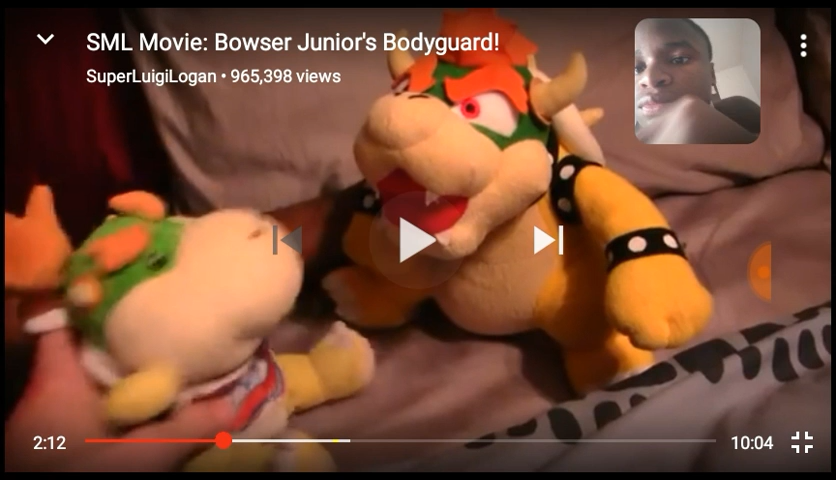 SML Movie: Bowser Junior's Bodyguard!
SuperLuigiLogan • 965,398 views
2:12 10:04